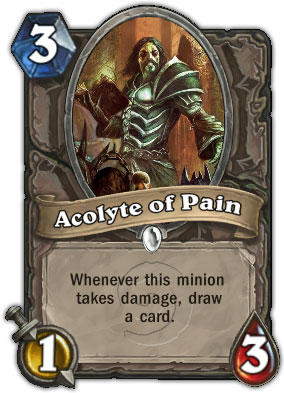 3
Acolyte of Pain
Whenever this minion
takes damage, draw
a card.
1
3